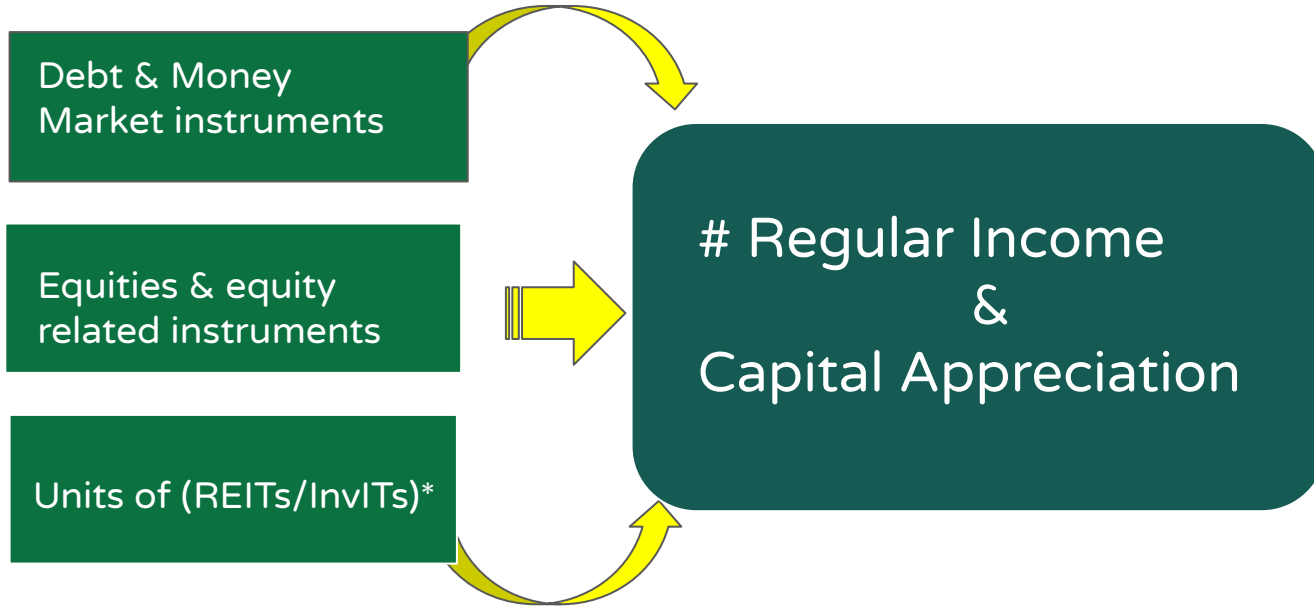 Debt & Money
Market instruments
Equities & equity
related instruments
Units of (REITs/InvITs)*
# Regular Income
&
Capital Appreciation